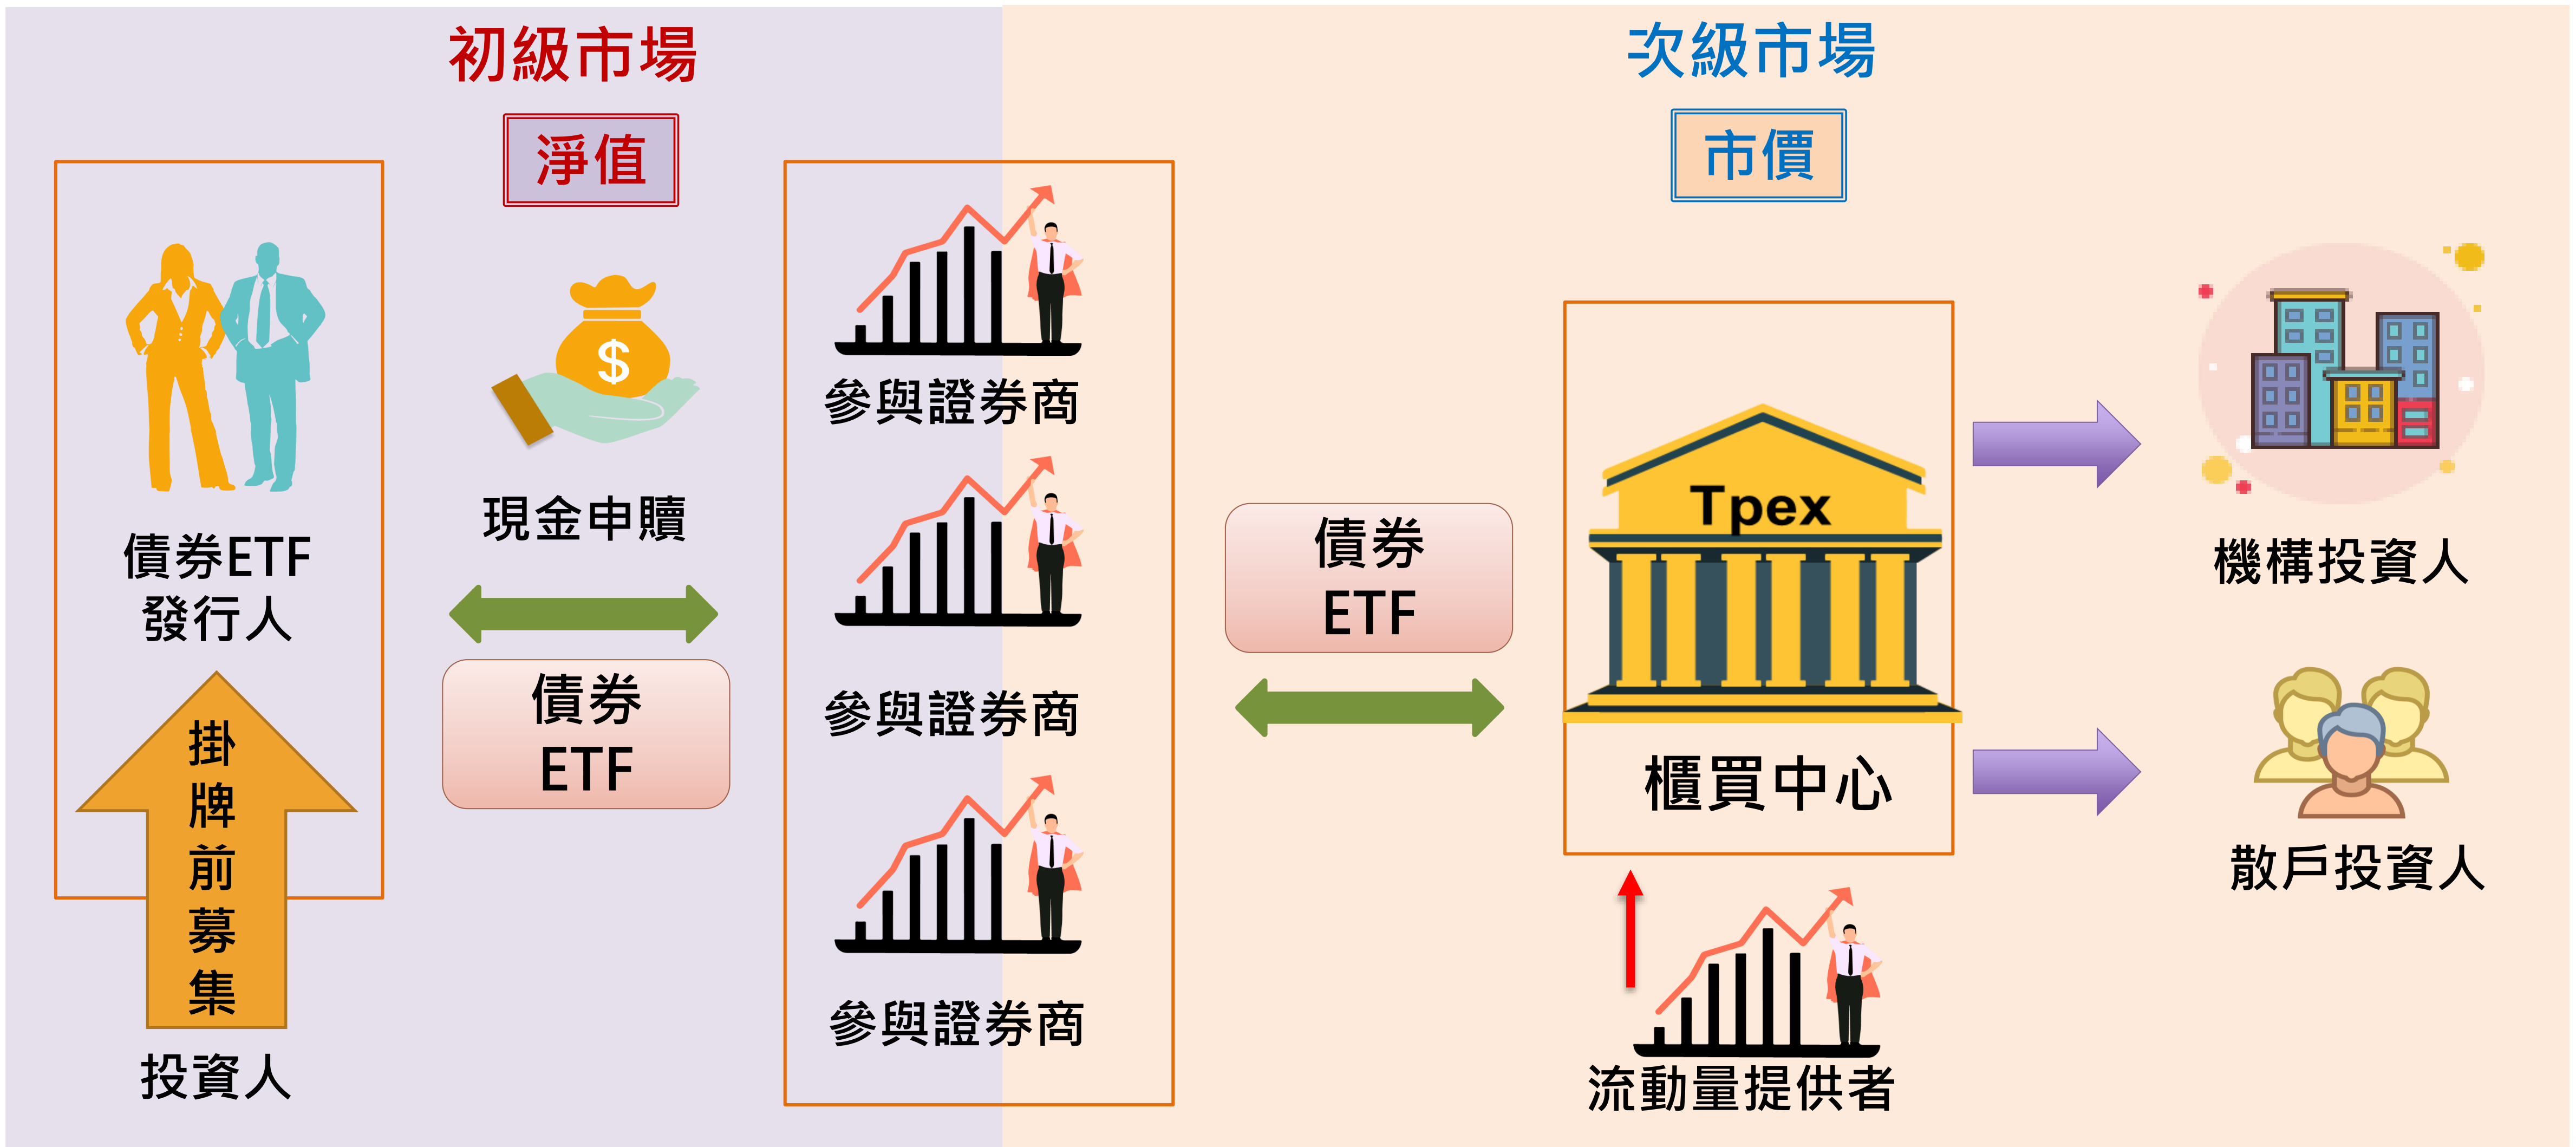 初級市場
淨值
債券ETF
發行人
掛牌前募集
投資人
$
現金申贖
債券
ETF
參與證券商
參與證券商
參與證券商
次級市場
市價
債券
ETF
Tpex
櫃買中心
流動量提供者
機構投資人
散戶投資人